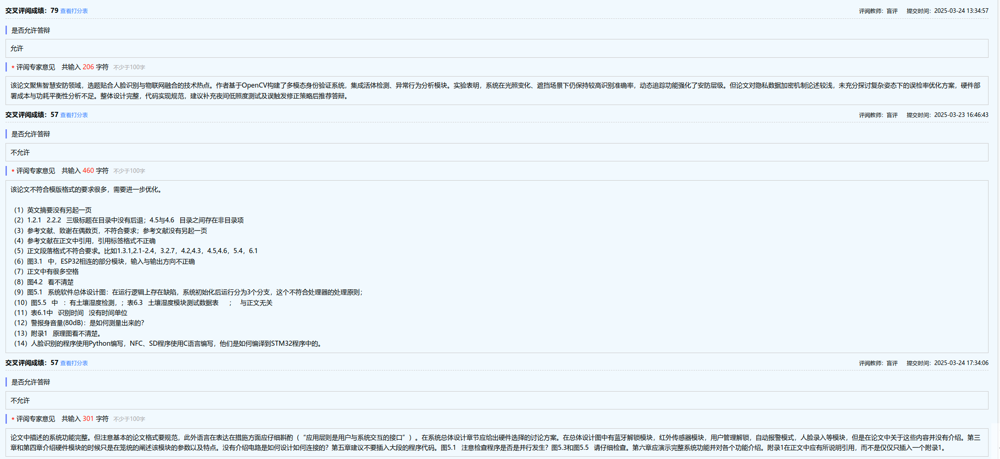 交叉评阅成绩：79 查看打分表 评阅教师：盲评 提交时间：2025-03-24 13:34:57
是否允许答辩
允许
* 评阅专家意见 共输入 206 字符 不少于100字
该论文聚焦智慧安防领域，选题贴合人脸识别与物联网融合的技术热点。作者基于OpenCV构建了多模态身份验证系统，集成活体检测、异常行为分析模块。实验表明，系统在光照变化、遮挡场景下仍保持较高识别准确率，动态追踪功能强化了安防层级。但论文对隐私数据加密机制论述较浅，未充分探讨复杂姿态下的误检率优化方案，硬件部
署成本与功耗平衡性分析不足。整体设计完整，代码实现规范，建议补充夜间低照度测试及误触发修正策略后推荐答辩。
交叉评阅成绩：57 查看打分表 评阅教师：盲评 提交时间：2025-03-23 16:46:43
是否允许答辩
不允许
* 评阅专家意见 共输入 460 字符 不少于100字
该论文不符合模版格式的要求很多，需要进一步优化。
（1）英文摘要没有另起一页
（2）1.2.1 2.2.2 三级标题在目录中没有后退；4.5与4.6 目录之间存在非目录项
（3）参考文献、致谢在偶数页，不符合要求；参考文献没有另起一页
（4）参考文献在正文中引用，引用标签格式不正确
（5）正文段落格式不符合要求。比如1.3.1,2.1-2.4，3.2.7，4.2,4.3，4.5,4.6，5.4，6.1
（6）图3.1 中，ESP32相连的部分模块，输入与输出方向不正确
（7）正文中有很多空格
（8）图4.2 看不清楚
（9）图5.1 系统软件总体设计图：在运行逻辑上存在缺陷，系统初始化后运行分为3个分支，这个不符合处理器的处理原则；
（10）图5.5 中 ：有土壤湿度检测，；表6.3 土壤湿度模块测试数据表 ； 与正文无关
（11）表6.1中 识别时间 没有时间单位
（12）警报身音量(80dB)：是如何测量出来的？
（13）附录1 原理图看不清楚。
（14）人脸识别的程序使用Python编写，NFC、SD程序使用C语言编写，他们是如何编译到STM32程序中的。
交叉评阅成绩：57 查看打分表 评阅教师：盲评 提交时间：2025-03-24 17:34:06
是否允许答辩
不允许
* 评阅专家意见 共输入 301 字符 不少于100字
论文中描述的系统功能完整。但注意基本的论文格式要规范，此外语言在表达在措施方面应仔细斟酌（“应用层则是用户与系统交互的接口”）。在系统总体设计章节应给出硬件选择的讨论方案。在总体设计图中有蓝牙解锁模块，红外传感器模块，用户管理解锁，自动报警模式，人脸录入等模块，但是在论文中关于这些内容并没有介绍。第三
章和第四章介绍硬件模块的时候只是在笼统的阐述该模块的参数以及特点。没有介绍电路是如何设计如何连接的？第五章建议不要插入大段的程序代码。图5.1 注意检查程序是否是并行发生？图5.3和图5.5 请仔细检查。第六章应演示完整系统功能并对各个功能介绍。附录1在正文中应有所说明引用，而不是仅仅只插入一个附录1。